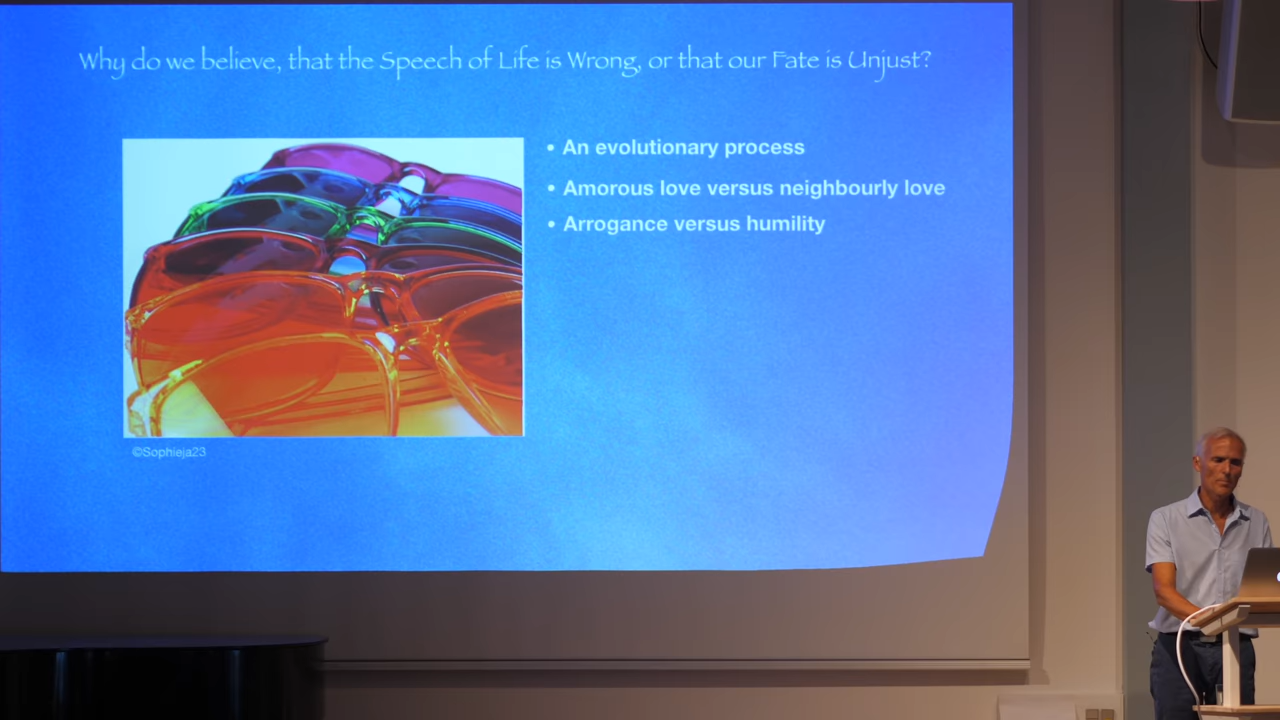 Why do we believe, that the Speech of Life is Wrong, or that our Fate is Unjust?
• An evolutionary process
• Amorous love versus neighbourly love
• Arrogance versus humility
©Sophieja23